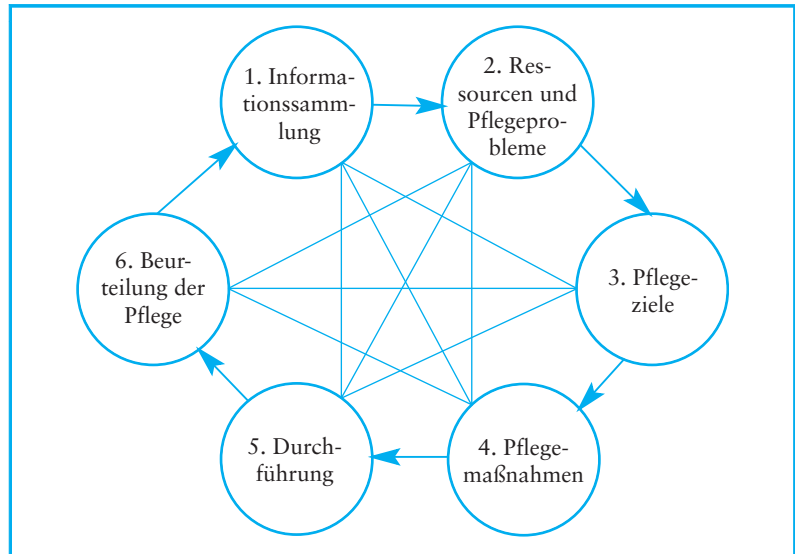 1. Informa-
tionssamm-
lung
2. Res-
sourcen und
Pflegepro-
bleme
3. Pflege-
ziele
4. Pflege-
maßnahmen
5. Durch-
führung
6. Beur-
teilung der
Pflege